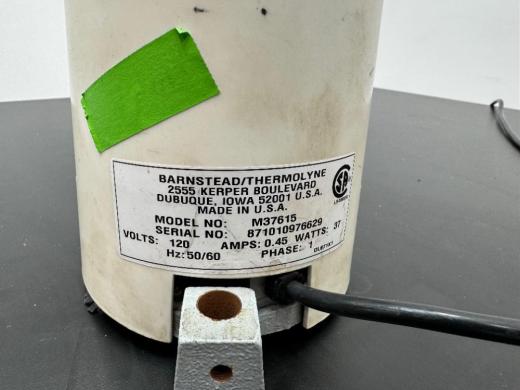 BARNSTEAD/THERMOLYNE
2555 KERPER BOULEVARD
DUBUQUE, IOWA 52001 U.S.A.
MADE IN U.S.A.
MODEL NO: M37615
SERIAL NO: 871010976629
VOLTS: 120 AMPS: 0.45 WATTS: 37
Hz: 50/60 PHASE: 1